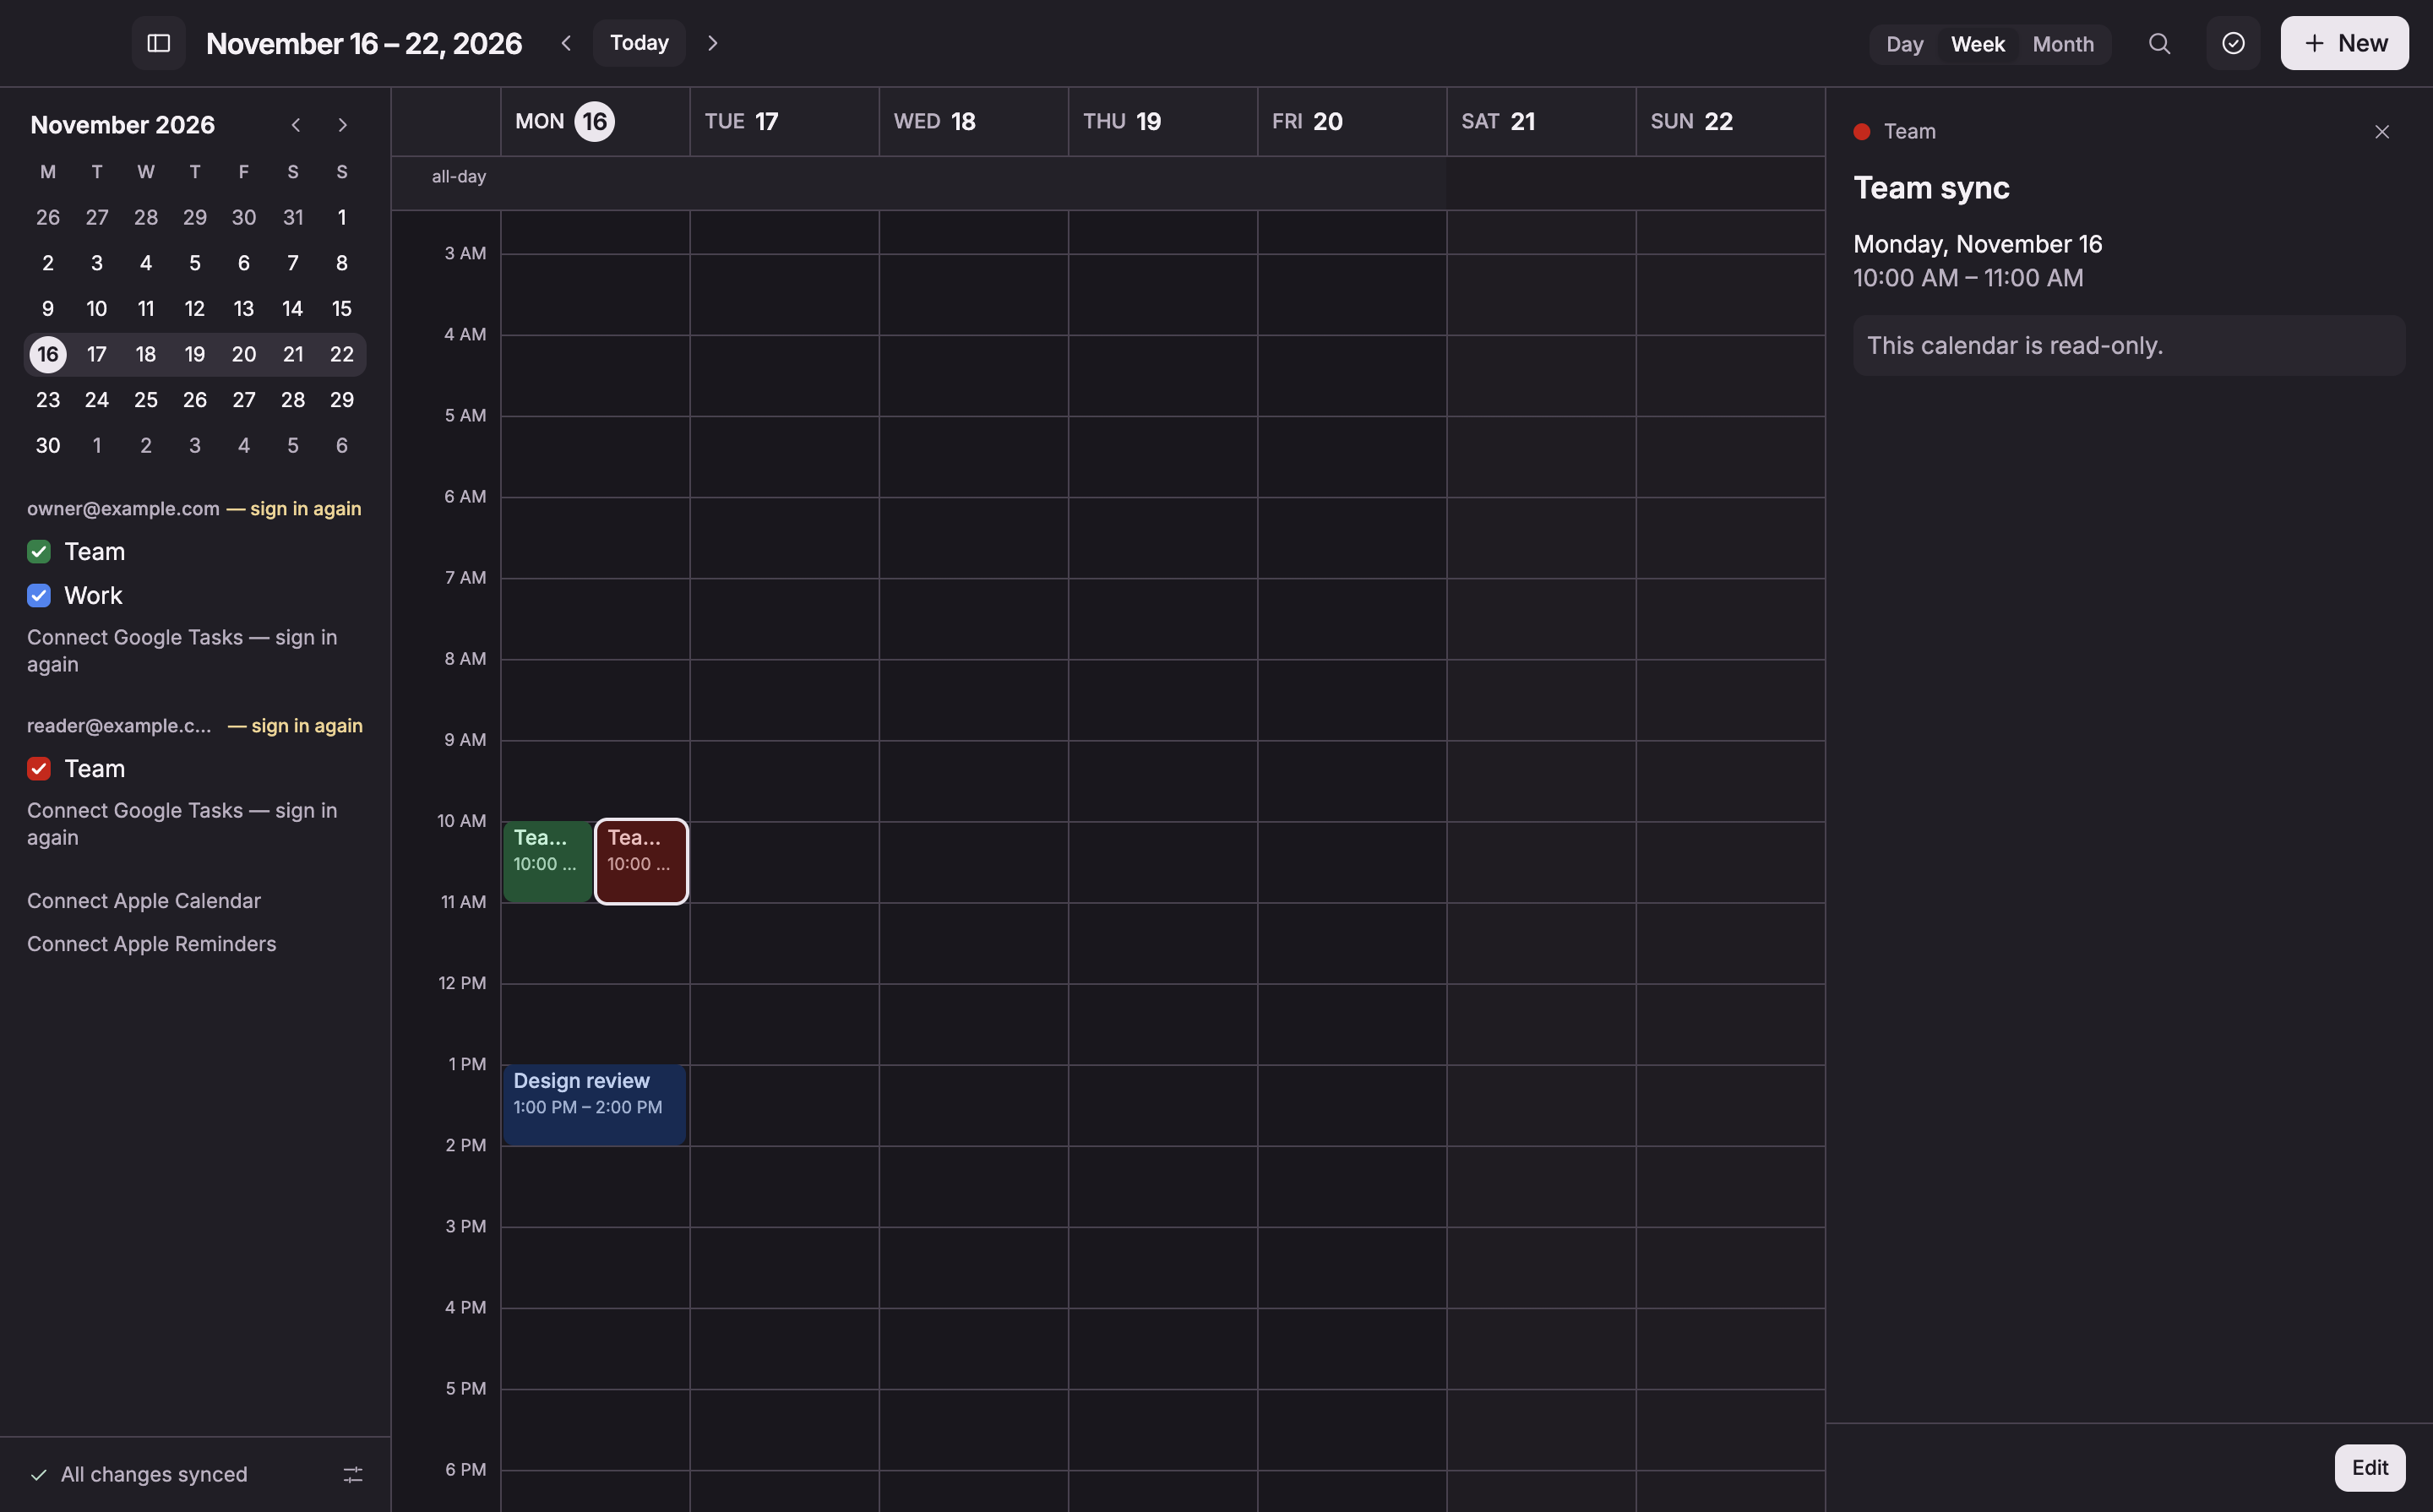 November 16 – 22, 2026
Today
Day Week Month
New
November 2026
M T W T F S S
26 27 28 29 30 31 1
2 3 4 5 6 7 8
9 10 11 12 13 14 15
16 17 18 19 20 21 22
23 24 25 26 27 28 29
30 1 2 3 4 5 6
owner@example.com — sign in again
Team
Work
Connect Google Tasks — sign in
again
reader@example.c... — sign in again
Team
Connect Google Tasks — sign in
again
Connect Apple Calendar
Connect Apple Reminders
All changes synced
MON 16 TUE 17 WED 18 THU 19 FRI 20 SAT 21 SUN 22
all-day
3 AM
4 AM
5 AM
6 AM
7 AM
8 AM
9 AM
10 AM
Tea... Tea...
10:00 ... 10:00 ...
11 AM
12 PM
1 PM
Design review
1:00 PM – 2:00 PM
2 PM
3 PM
4 PM
5 PM
6 PM
Team
Team sync
Monday, November 16
10:00 AM – 11:00 AM
This calendar is read-only.
Edit